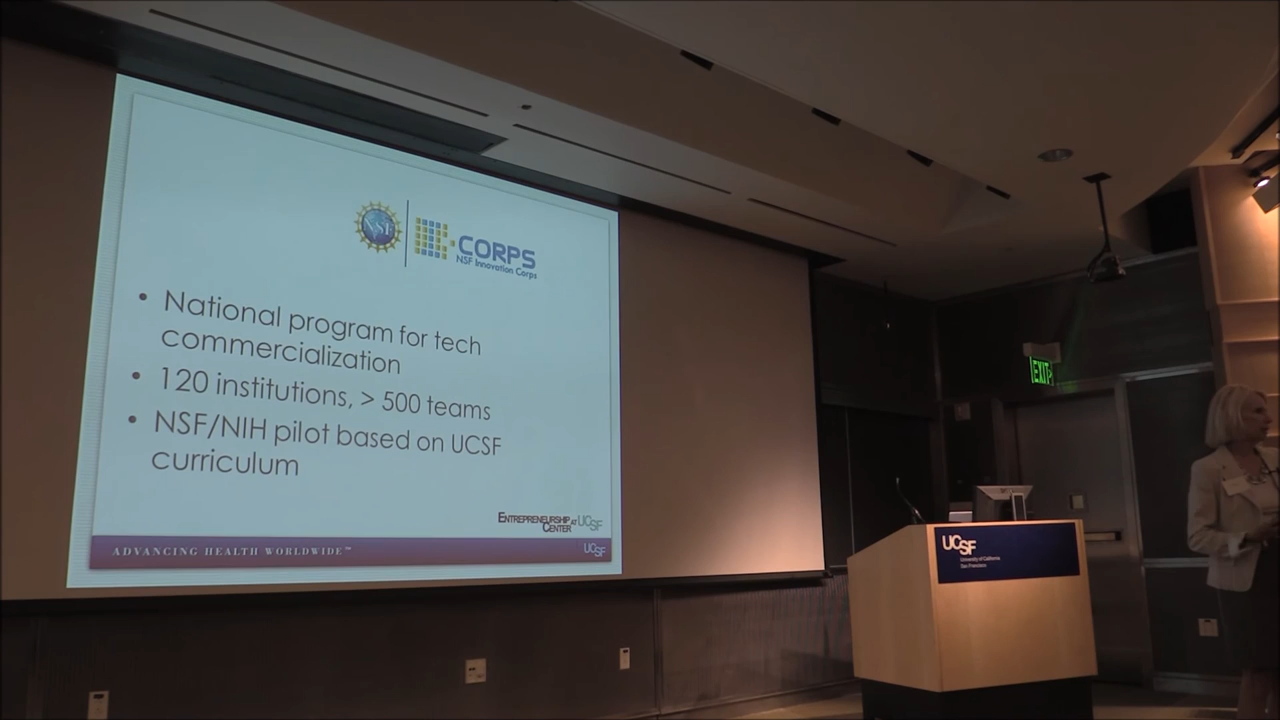 NSF
CORPS
NSF Innovation Corps
• National program for tech
commercialization
• 120 institutions, > 500 teams
• NSF/NIH pilot based on UCSF
curriculum
ENTREPRENEURSHIP AT UCSF
CENTER
ADVANCING HEALTH WORLDWIDE™
UCSF
EXIT
UCSF
University of California
San Francisco